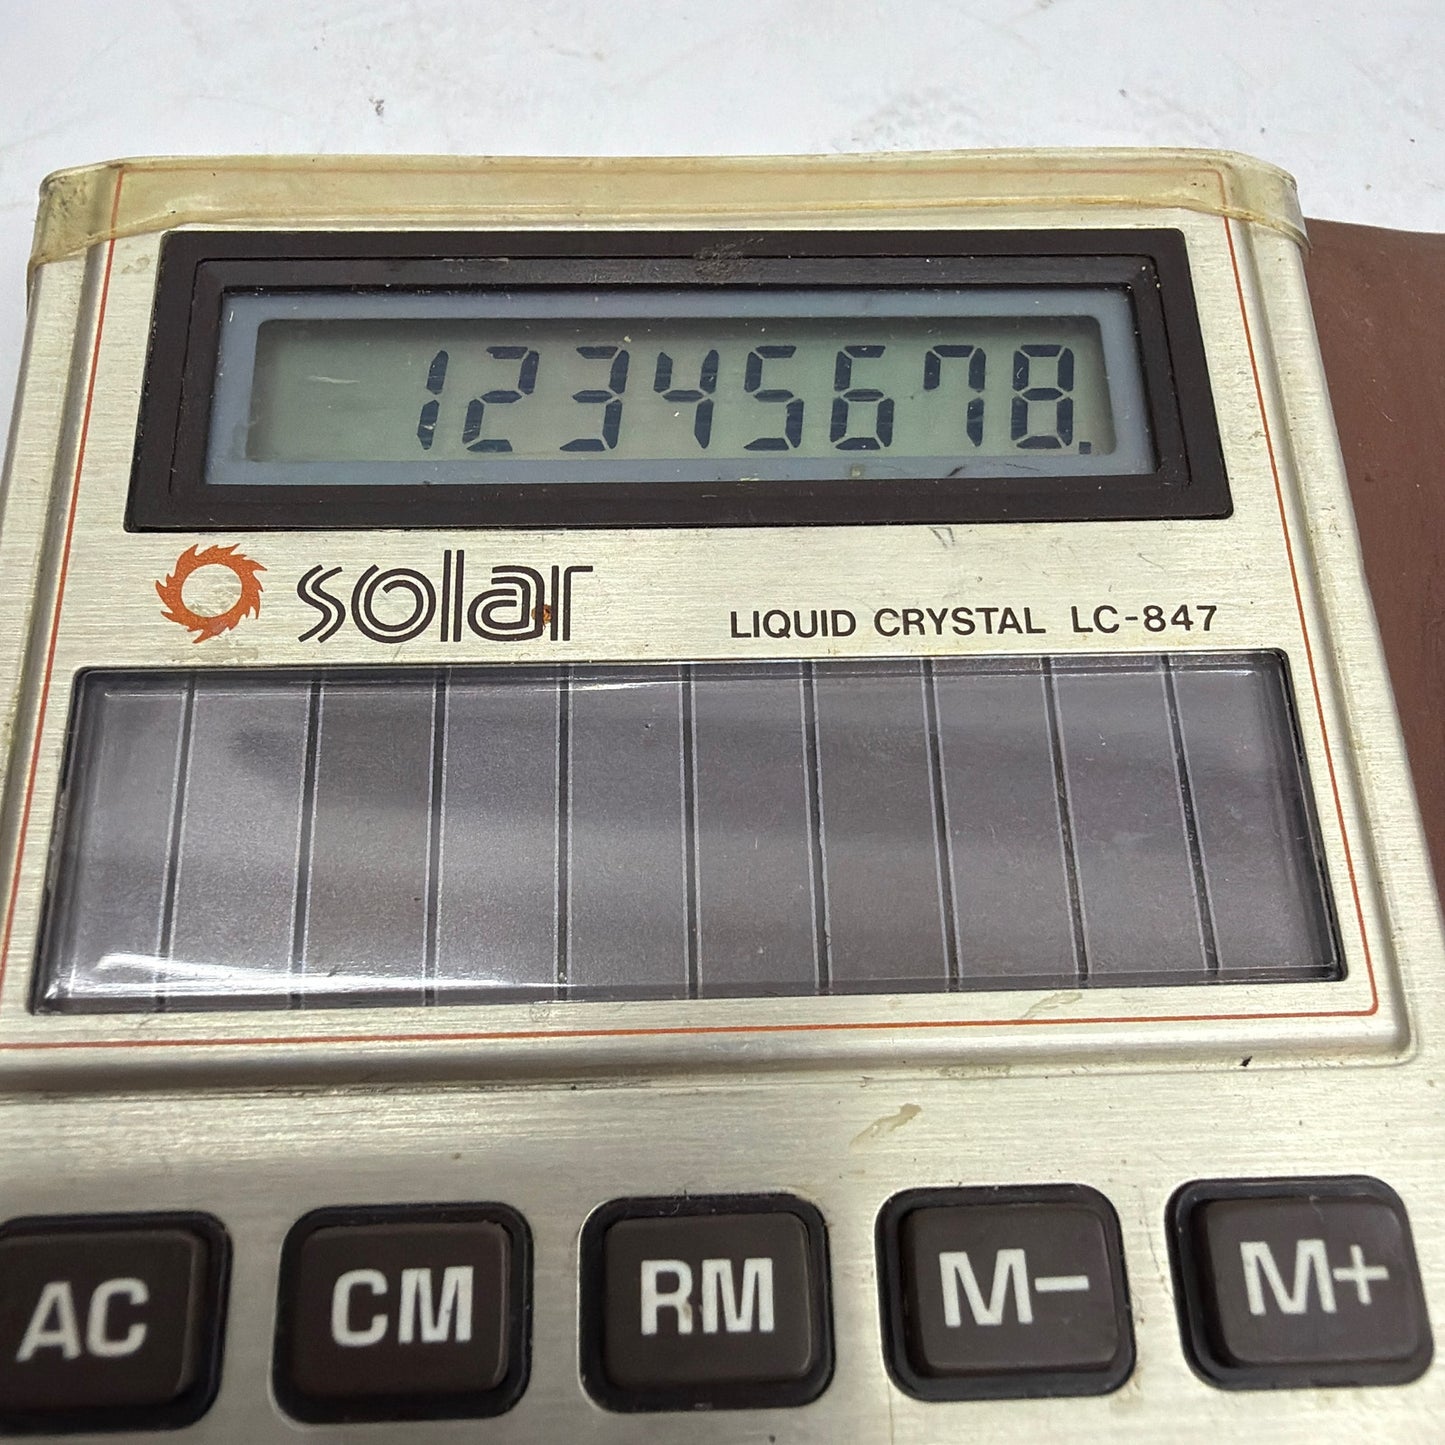 12345678.
solar
LIQUID CRYSTAL LC-847
AC CM RM M− M+